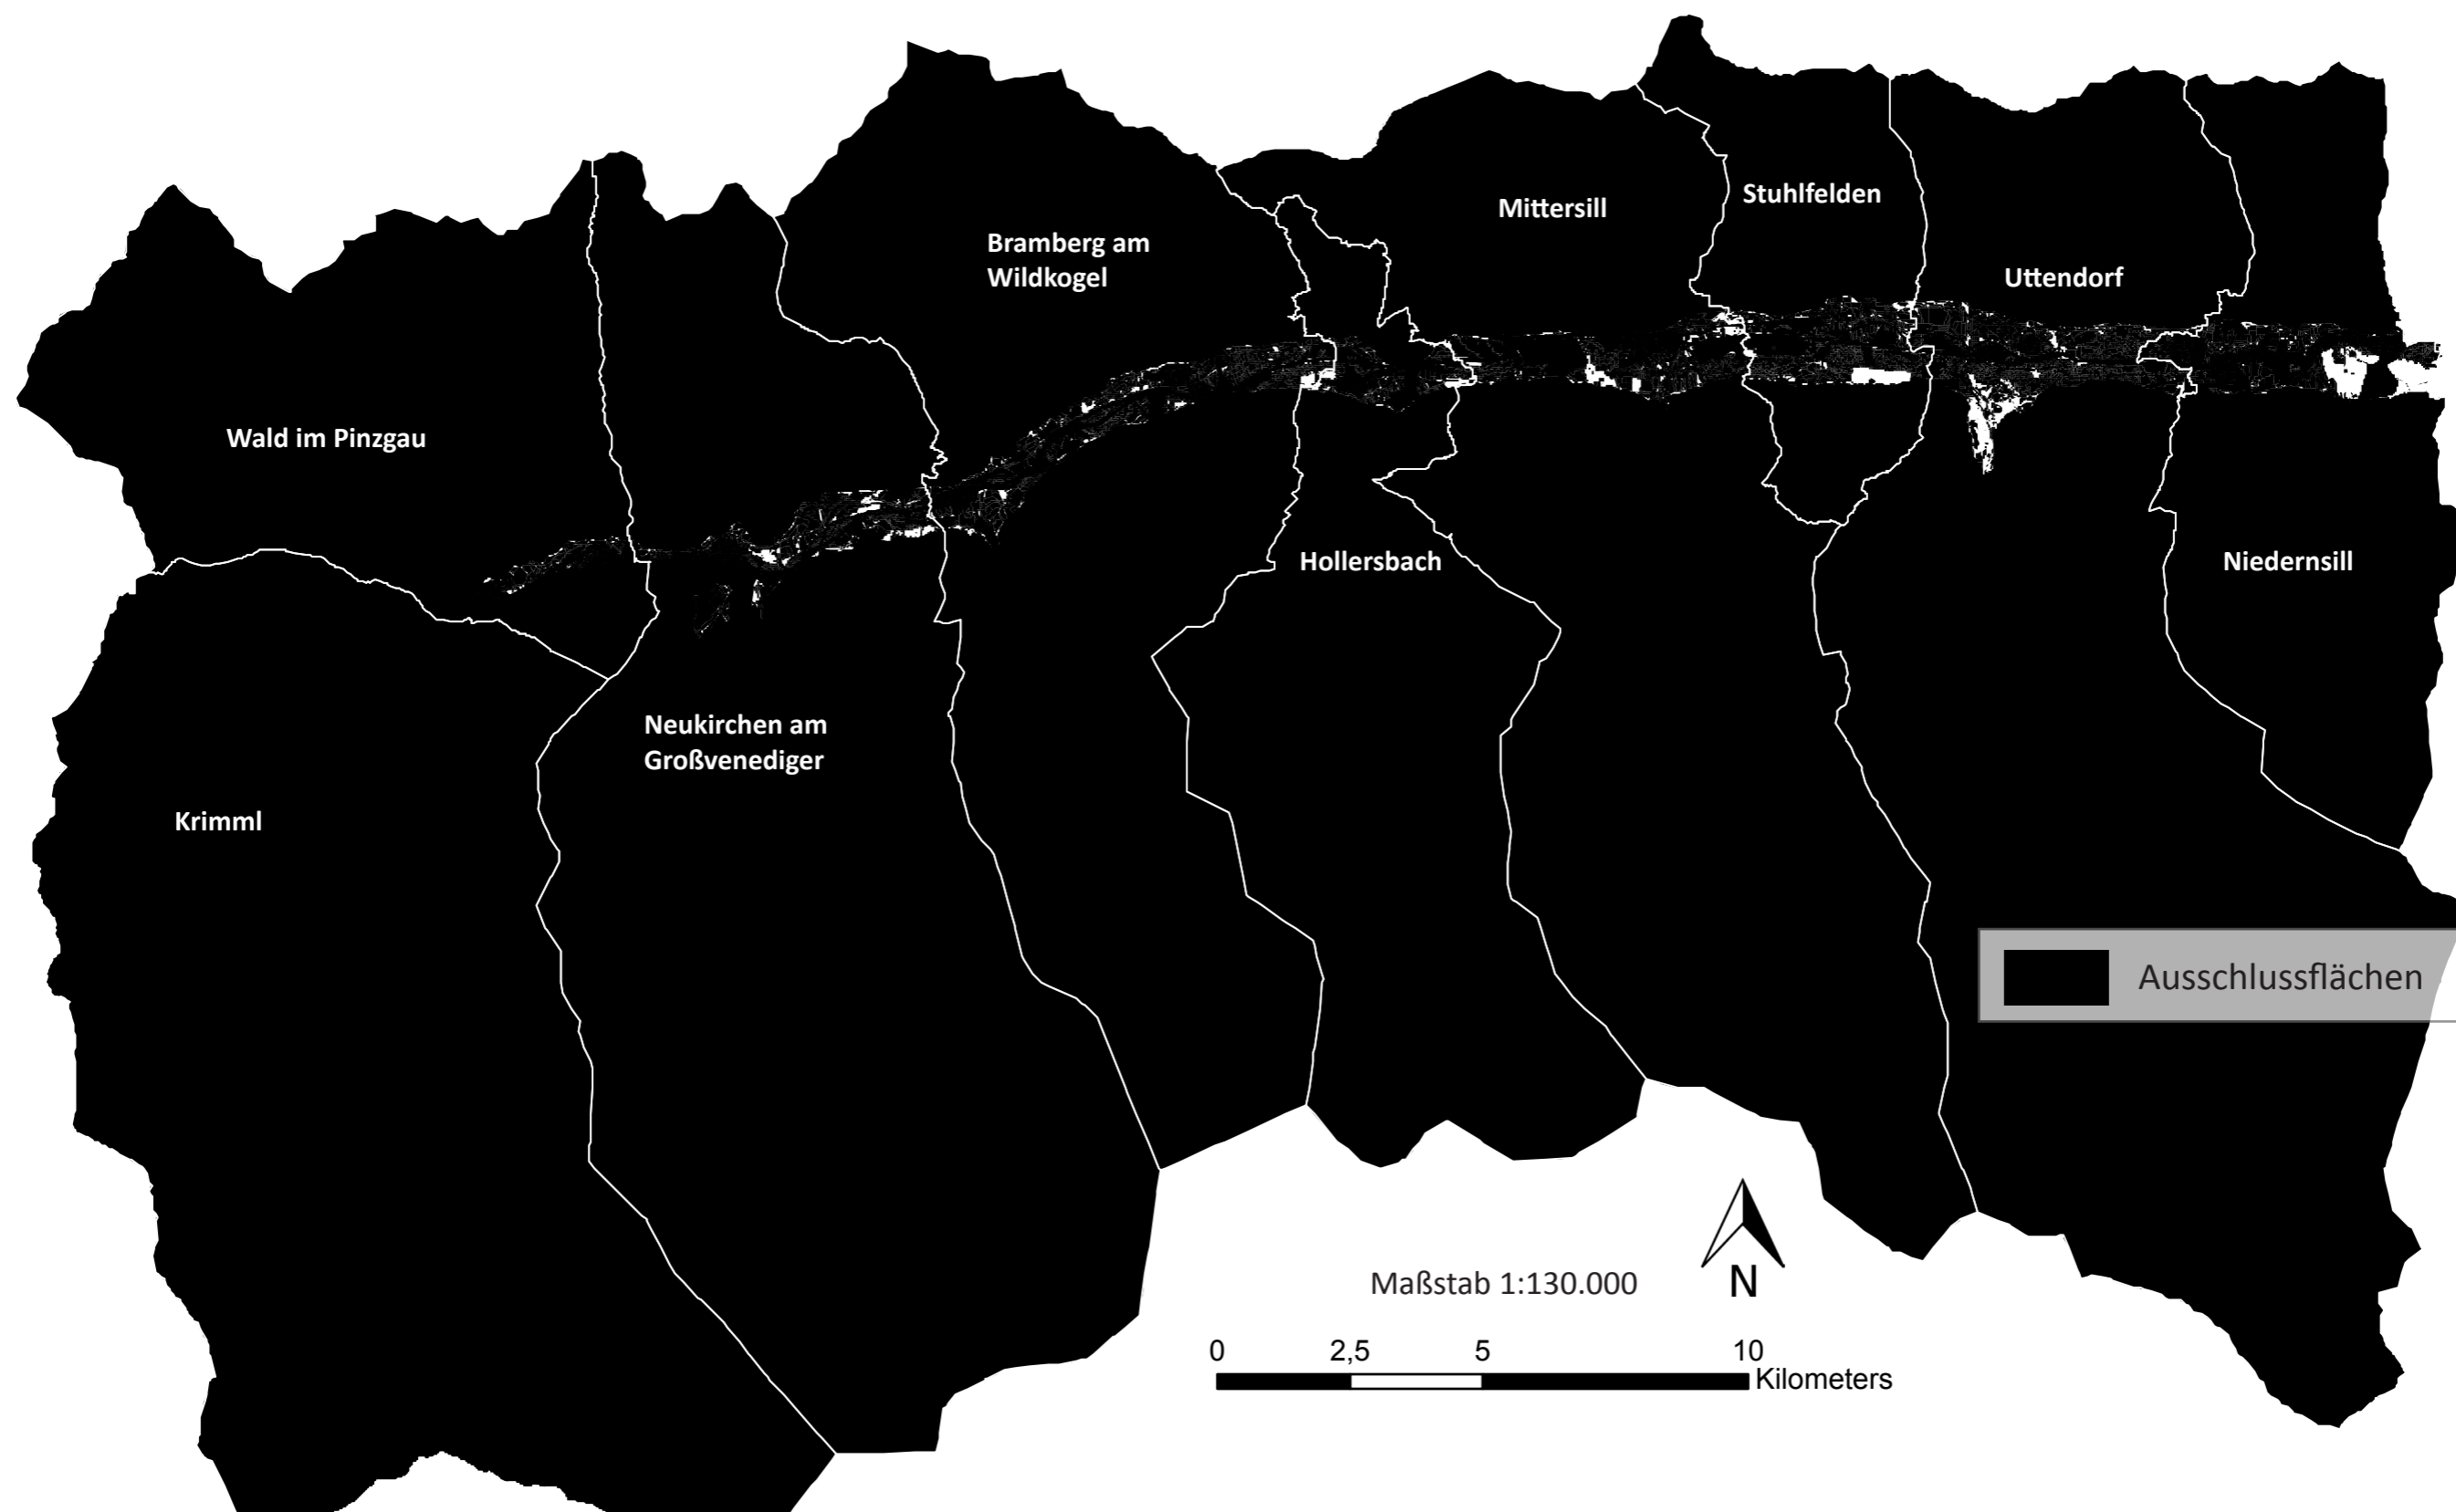 Mittersill
Stuhlfelden
Bramberg am
Wildkogel
Uttendorf
Wald im Pinzgau
Hollersbach
Niedernsill
Neukirchen am
Großvenediger
Krimml
Ausschlussflächen
Maßstab 1:130.000
N
0 2,5 5 10
Kilometers